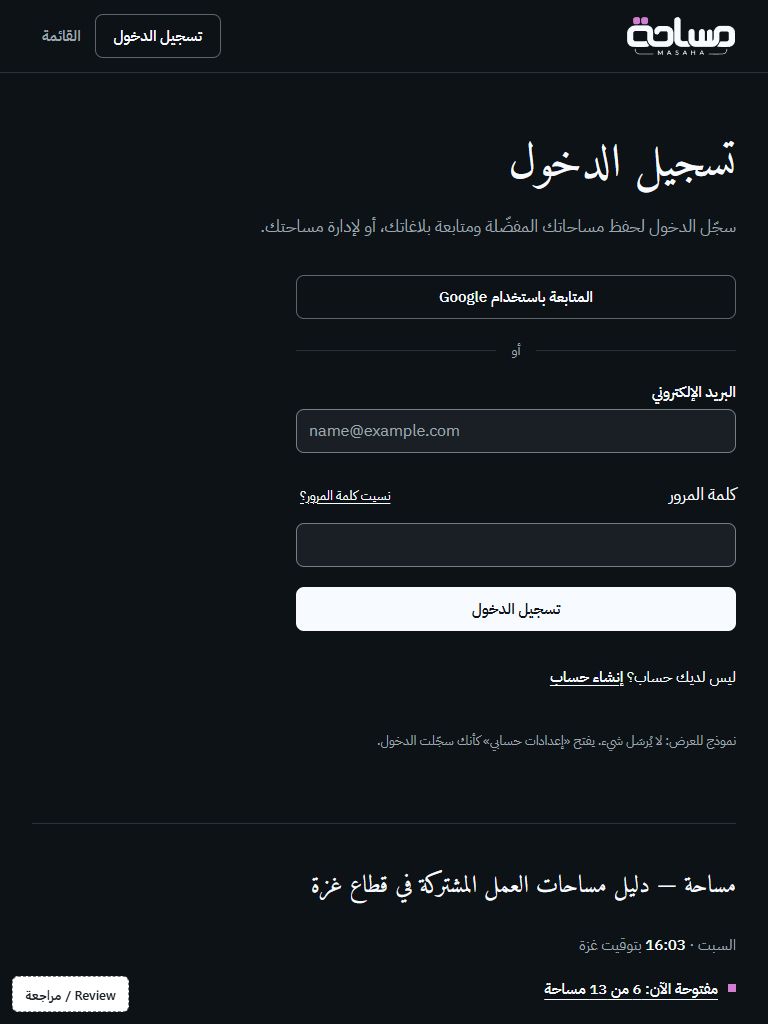 مساحة
MASAHA
تسجيل الدخول
القائمة
تسجيل الدخول
سجّل الدخول لحفظ مساحاتك المفضّلة ومتابعة بلاغاتك، أو لإدارة مساحتك.
المتابعة باستخدام Google
أو
البريد الإلكتروني
name@example.com
كلمة المرور
نسيت كلمة المرور؟
تسجيل الدخول
ليس لديك حساب؟ إنشاء حساب
نموذج للعرض: لا يُرسَل شيء. يفتح «إعدادات حسابي» كأنك سجّلت الدخول.
مساحة — دليل مساحات العمل المشتركة في قطاع غزة
السبت · 16:03 بتوقيت غزة
مفتوحة الآن: 6 من 13 مساحة
مراجعة / Review